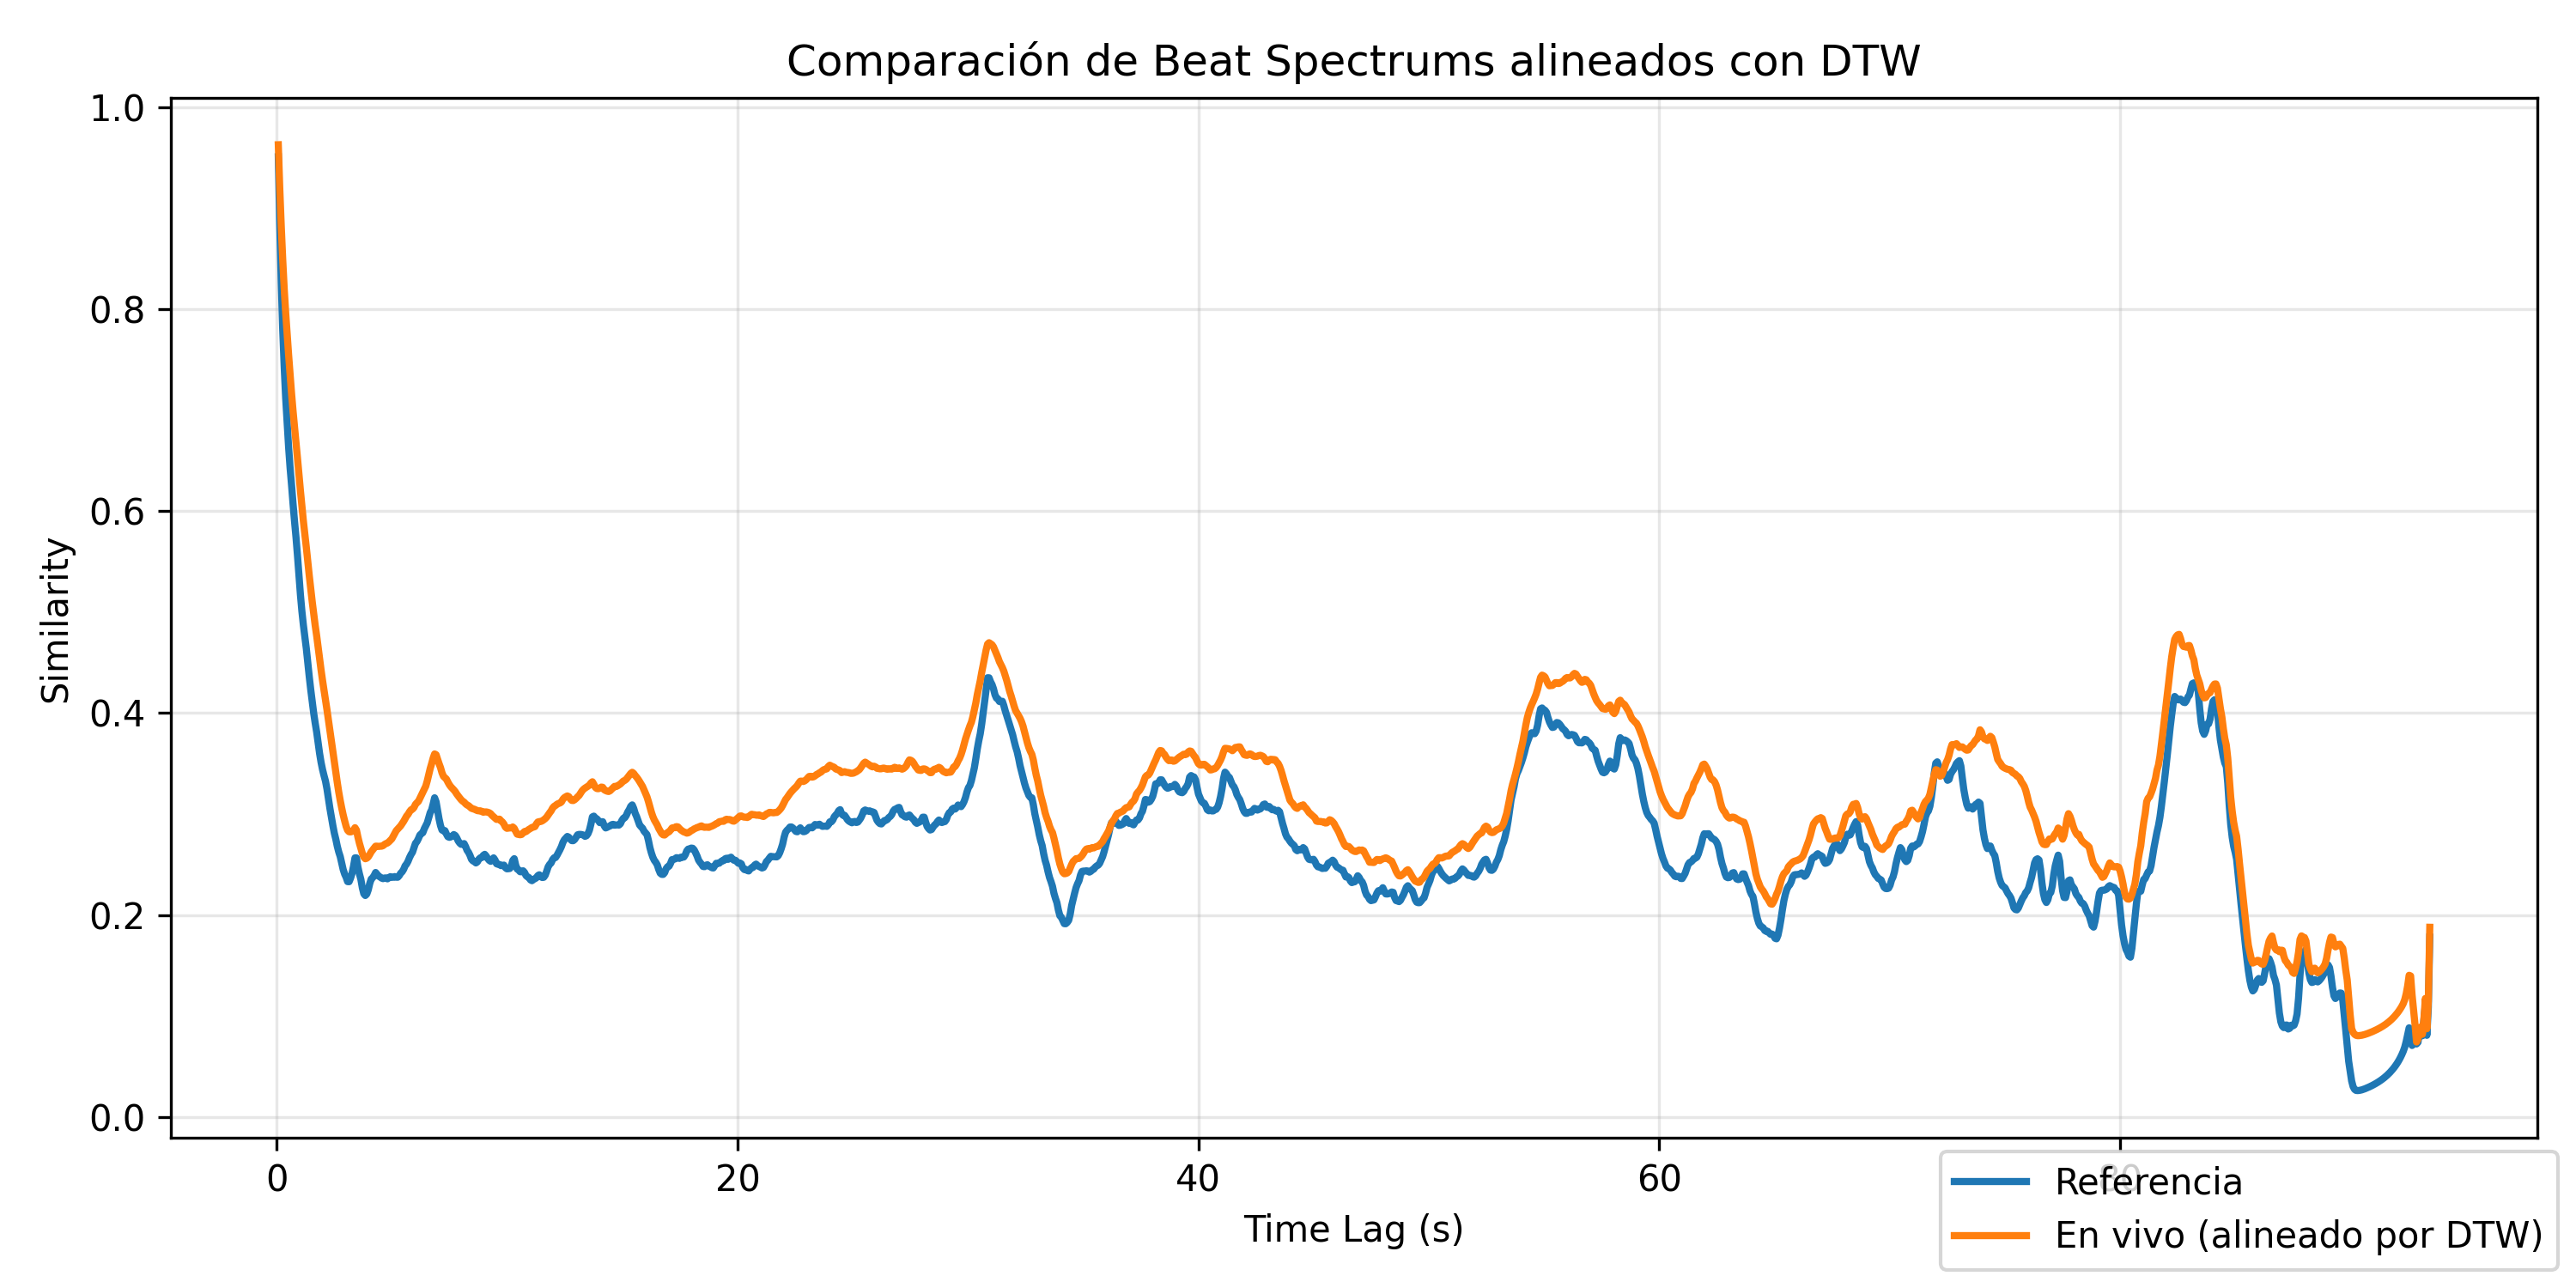 Comparación de Beat Spectrums alineados con DTW
1.0
0.8
0.6
0.4
0.2
0.0
Similarity
0 20 40 60 80
Time Lag (s)
Referencia
En vivo (alineado por DTW)